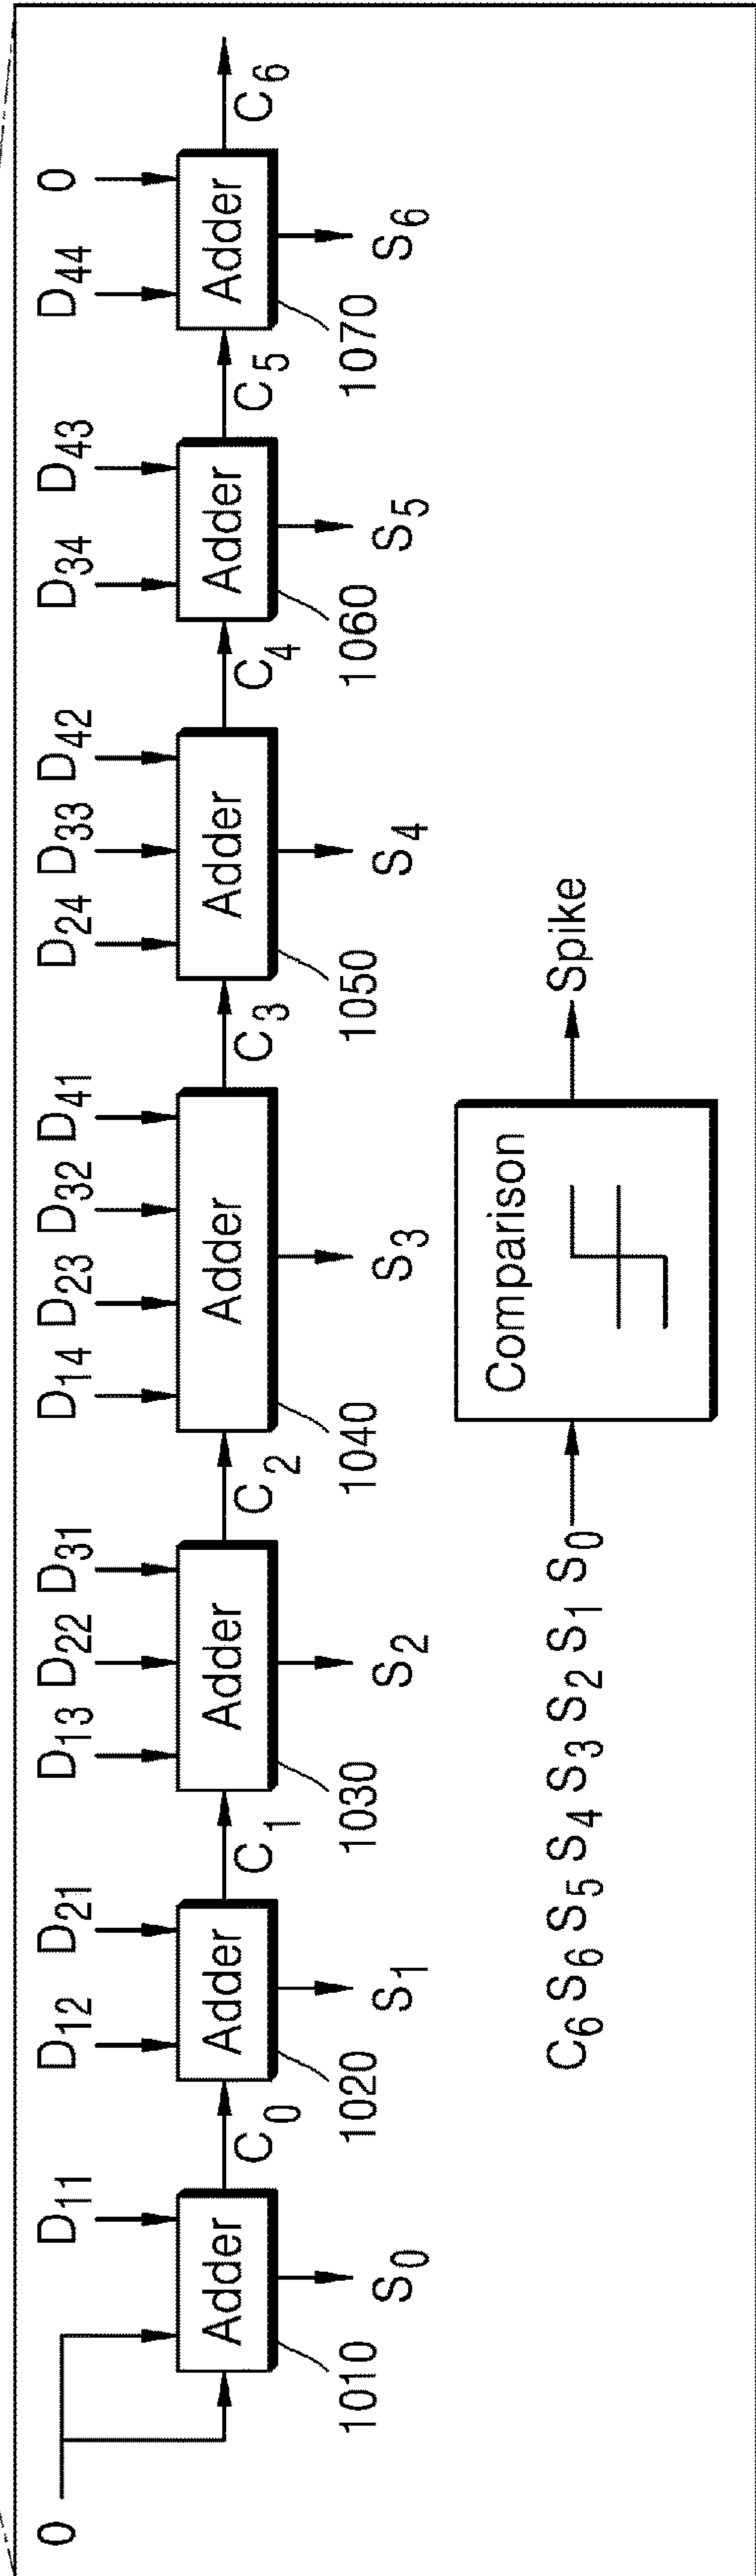 0 D₁₁ D₁₂ D₂₁ D₁₃ D₂₂ D₃₁ D₁₄ D₂₃ D₃₂ D₄₁ D₂₄ D₃₃ D₄₂ D₃₄ D₄₃ D₄₄ 0
Adder C₀ Adder C₁ Adder C₂ Adder C₃ Adder C₄ Adder C₅ Adder C₆
1010 1020 1030 1040 1050 1060 1070
S₀ S₁ S₂ S₃ S₄ S₅ S₆
Comparison
C₆ S₆ S₅ S₄ S₃ S₂ S₁ S₀ Spike